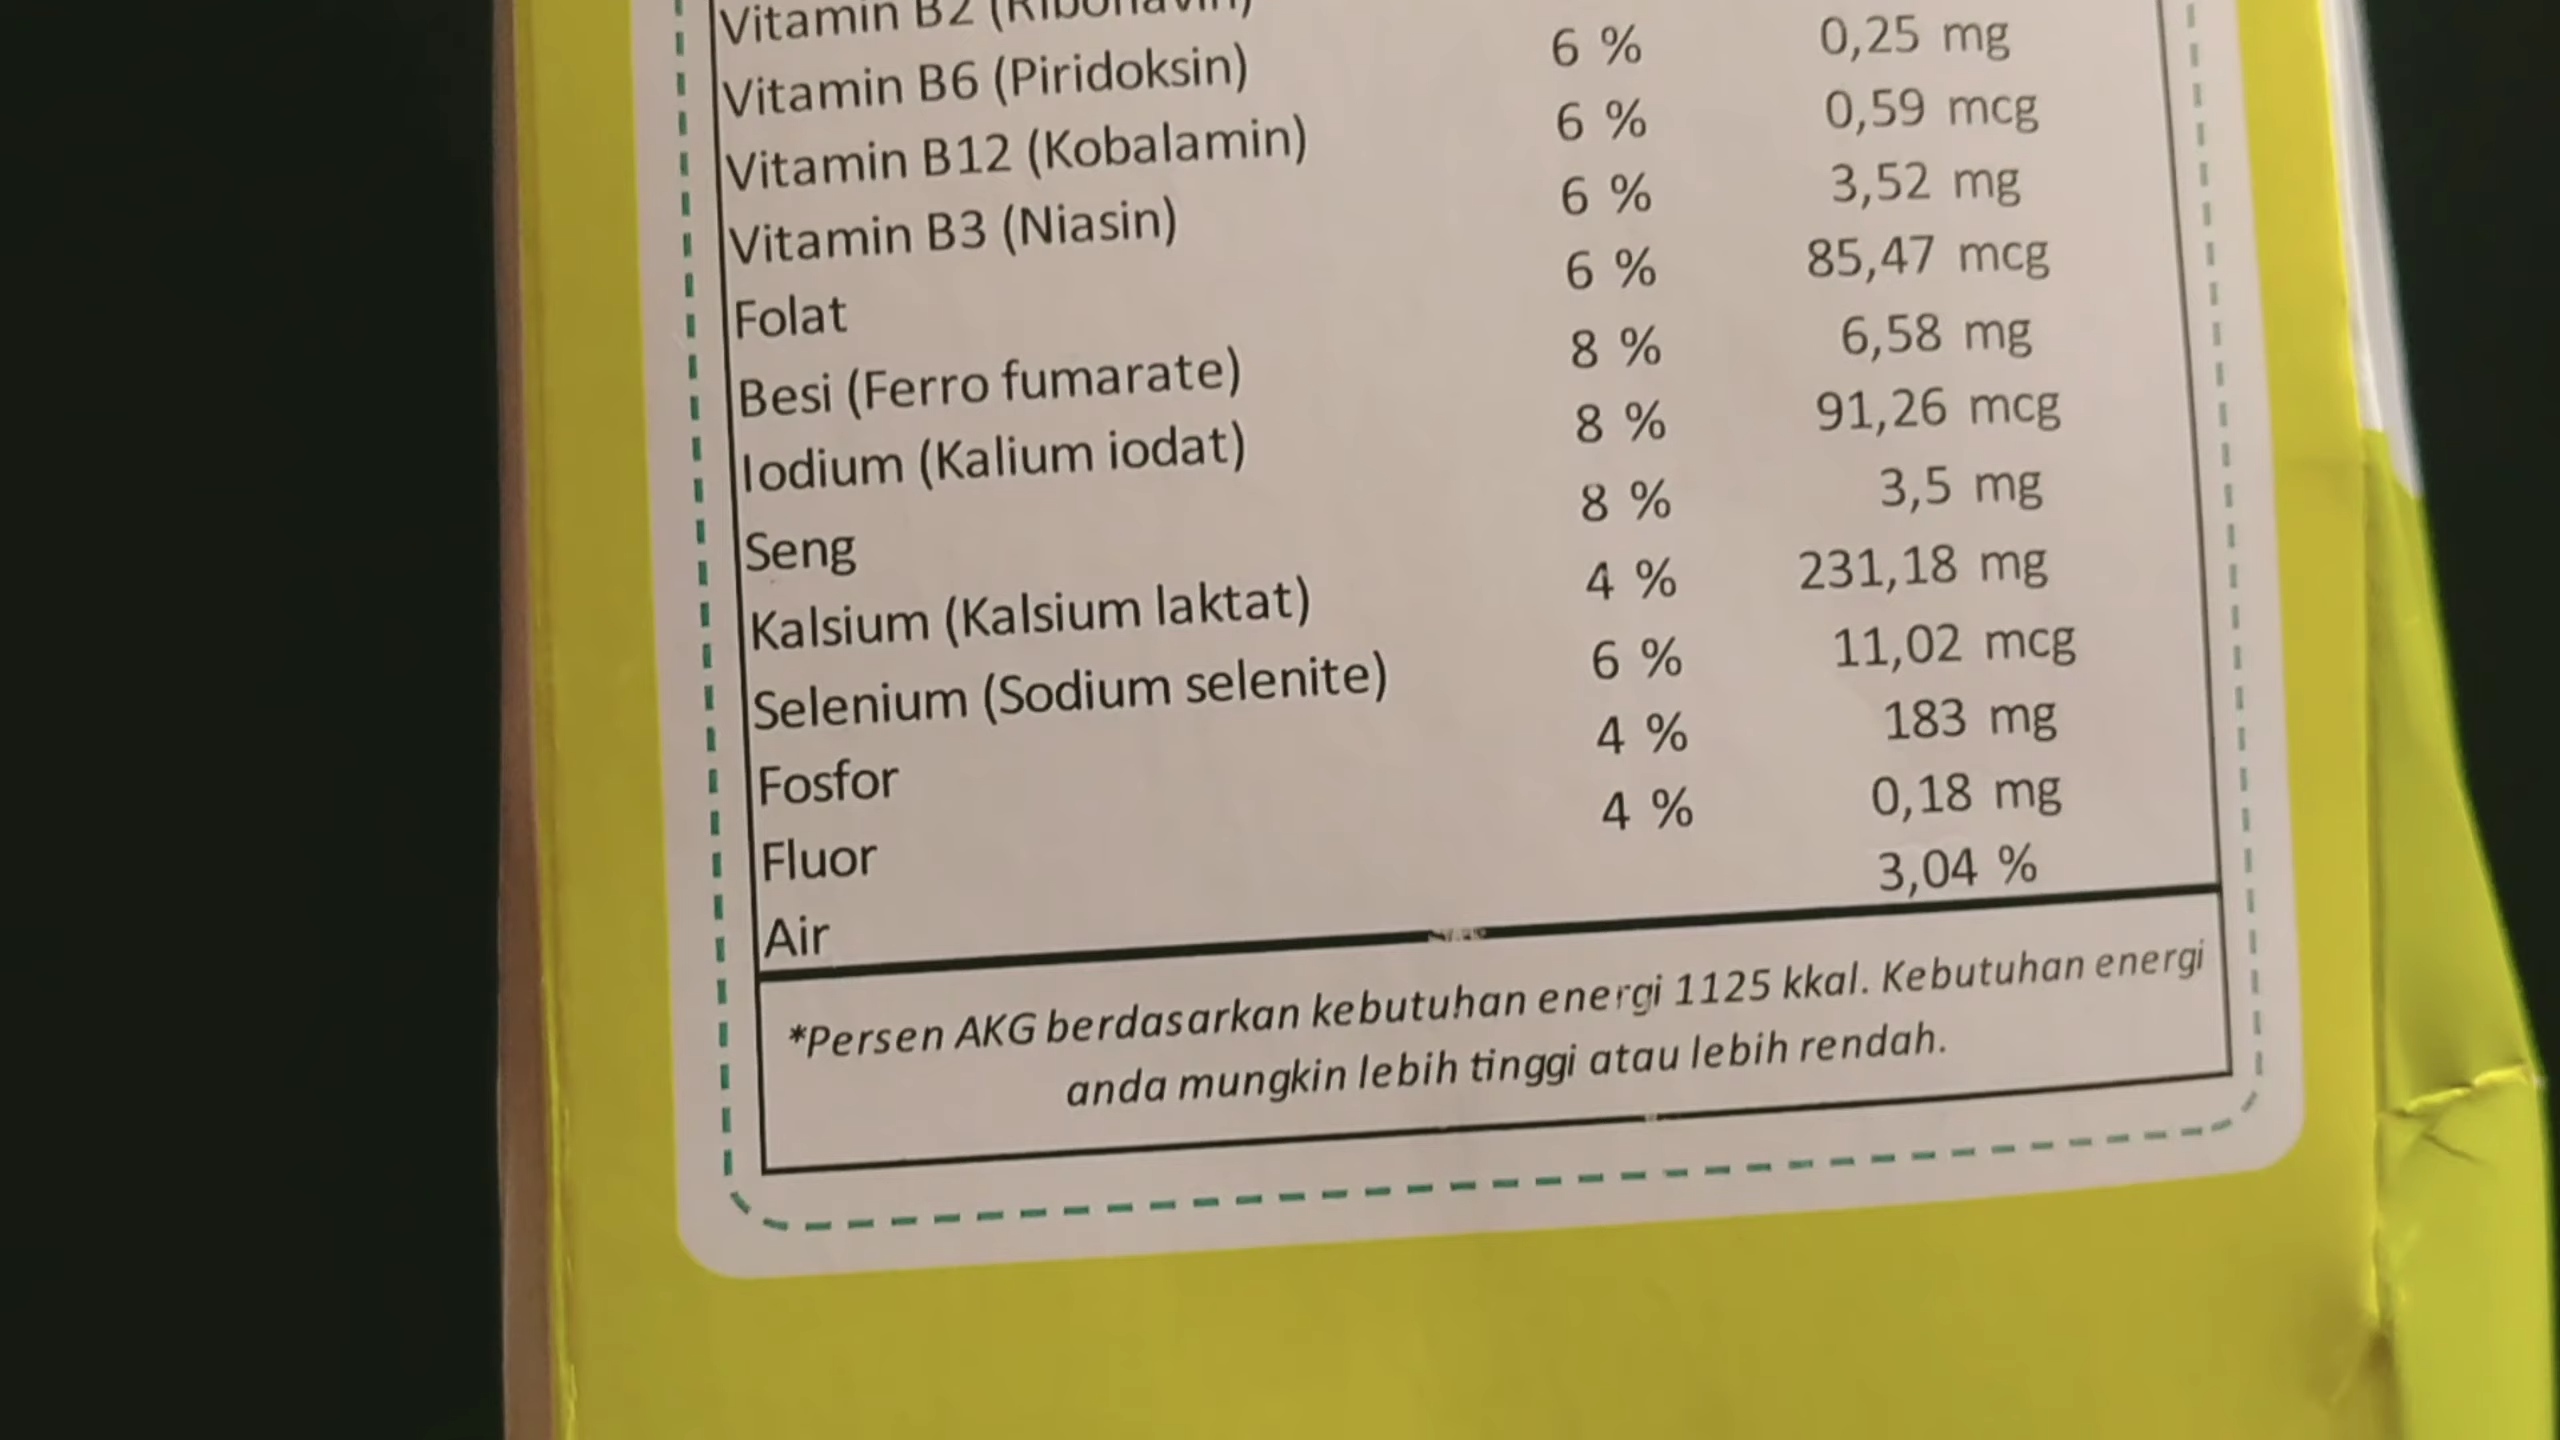 Vitamin B2
Vitamin B6 (Piridoksin) 6 % 0,25 mg
Vitamin B12 (Kobalamin) 6 % 0,59 mcg
Vitamin B3 (Niasin) 6 % 3,52 mg
Folat 6 % 85,47 mcg
Besi (Ferro fumarate) 8 % 6,58 mg
Iodium (Kalium iodat) 8 % 91,26 mcg
Seng 8 % 3,5 mg
Kalsium (Kalsium laktat) 4 % 231,18 mg
Selenium (Sodium selenite) 6 % 11,02 mcg
Fosfor 4 % 183 mg
Fluor 4 % 0,18 mg
Air 3,04 %
*Persen AKG berdasarkan kebutuhan energi 1125 kkal. Kebutuhan energi
anda mungkin lebih tinggi atau lebih rendah.